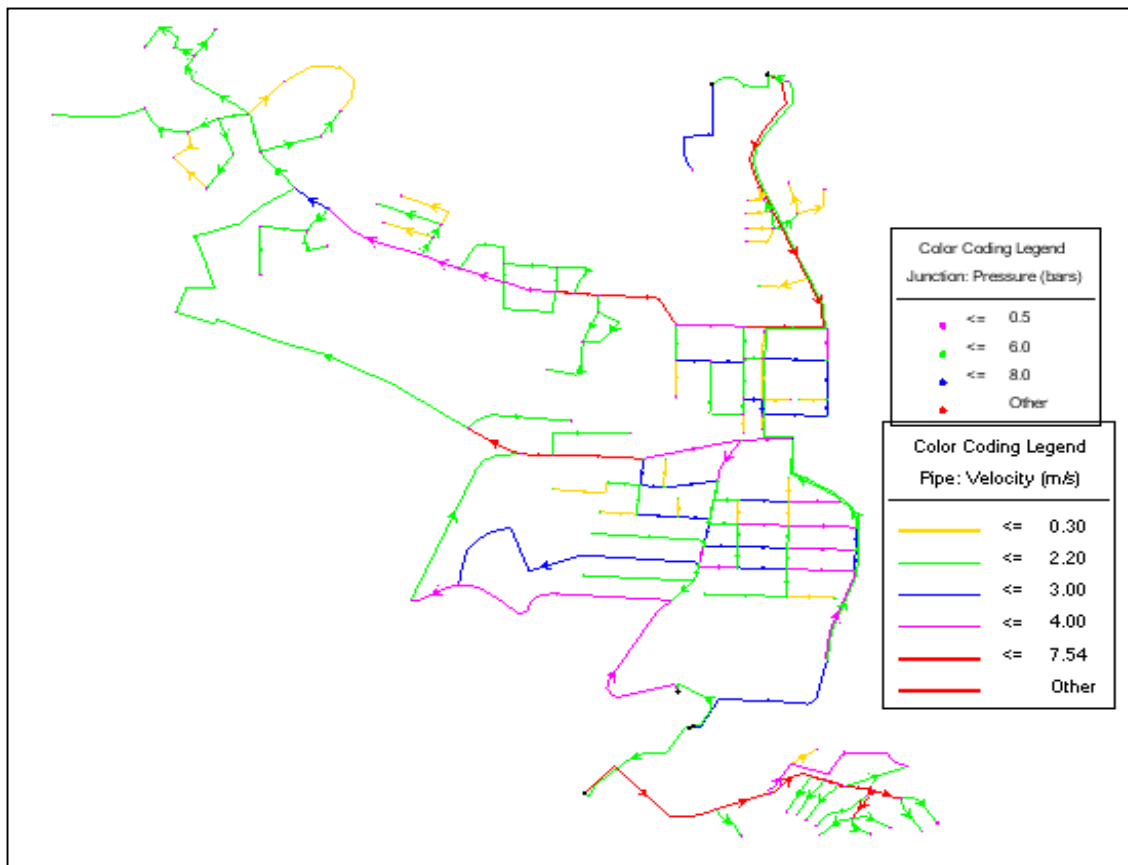 Color Coding Legend
Junction: Pressure (bars)
<= 0.5
<= 6.0
<= 8.0
Other
Color Coding Legend
Pipe: Velocity (m/s)
<= 0.30
<= 2.20
<= 3.00
<= 4.00
<= 7.54
Other